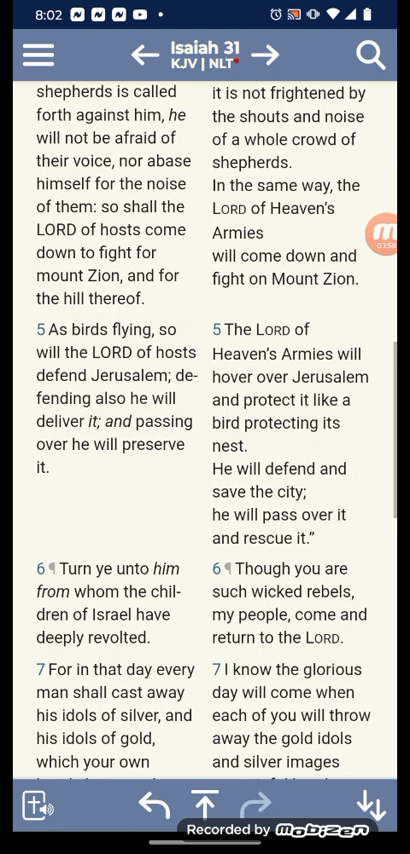 8:02
Isaiah 31
KJV | NLT
shepherds is called
forth against him, he
will not be afraid of
their voice, nor abase
himself for the noise
of them: so shall the
LORD of hosts come
down to fight for
mount Zion, and for
the hill thereof.
it is not frightened by
the shouts and noise
of a whole crowd of
shepherds.
In the same way, the
LORD of Heaven’s
Armies
will come down and
fight on Mount Zion.
03:58
5 As birds flying, so
will the LORD of hosts
defend Jerusalem; de-
fending also he will
deliver it; and passing
over he will preserve
it.
5 The LORD of
Heaven’s Armies will
hover over Jerusalem
and protect it like a
bird protecting its
nest.
He will defend and
save the city;
he will pass over it
and rescue it.”
6 ¶ Turn ye unto him
from whom the chil-
dren of Israel have
deeply revolted.
6 ¶ Though you are
such wicked rebels,
my people, come and
return to the LORD.
7 For in that day every
man shall cast away
his idols of silver, and
his idols of gold,
which your own
7 I know the glorious
day will come when
each of you will throw
away the gold idols
and silver images
Recorded by mobizen